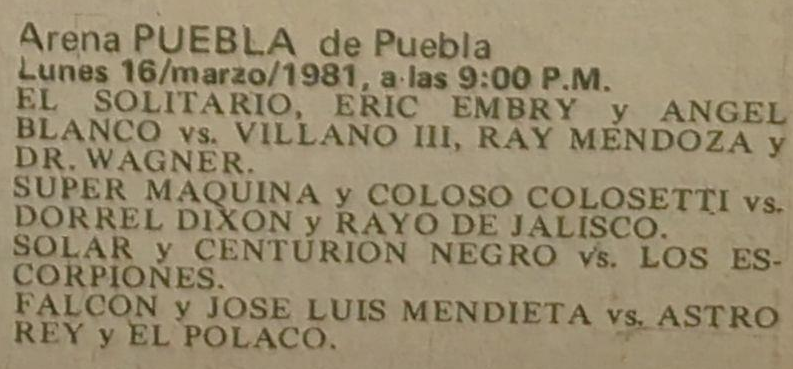 Arena PUEBLA de Puebla
Lunes 16/marzo/1981, a las 9:00 P.M.
EL SOLITARIO, ERIC EMBRY y ANGEL
BLANCO vs. VILLANO III, RAY MENDOZA y
DR. WAGNER.
SUPER MAQUINA y COLOSO COLOSETTI vs.
DORREL DIXON y RAYO DE JALISCO.
SOLAR y CENTURION NEGRO vs. LOS ES-
CORPIONES.
FALCON y JOSE LUIS MENDIETA vs. ASTRO
REY y EL POLACO.